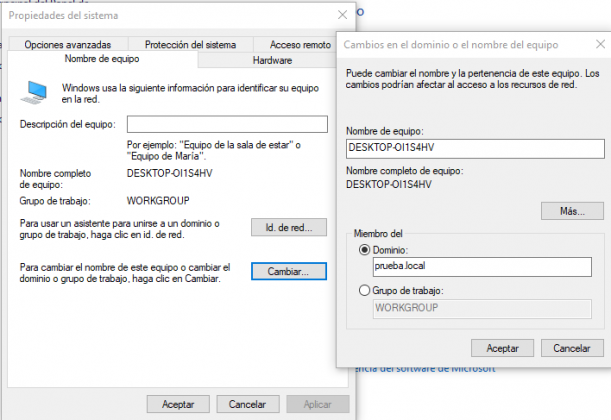 Propiedades del sistema
Opciones avanzadas
Protección del sistema
Acceso remoto
Nombre de equipo
Hardware
Windows usa la siguiente información para identificar su equipo
en la red.
Descripción del equipo:
Por ejemplo: "Equipo de la sala de estar" o
"Equipo de María".
Nombre completo
de equipo:
DESKTOP-OI1S4HV
Grupo de trabajo:
WORKGROUP
Para usar un asistente para unirse a un dominio o
grupo de trabajo, haga clic en id. de red.
Id. de red...
Para cambiar el nombre de este equipo o cambiar el
dominio o grupo de trabajo, haga clic en Cambiar.
Cambiar...
Aceptar
Cancelar
Aplicar
Cambios en el dominio o el nombre del equipo
Puede cambiar el nombre y la pertenencia de este equipo. Los
cambios podrían afectar al acceso a los recursos de red.
Nombre de equipo:
DESKTOP-OI1S4HV
Nombre completo de equipo:
DESKTOP-OI1S4HV
Más...
Miembro del
Dominio:
prueba.local
Grupo de trabajo:
WORKGROUP
Aceptar
Cancelar
del software de Microsoft